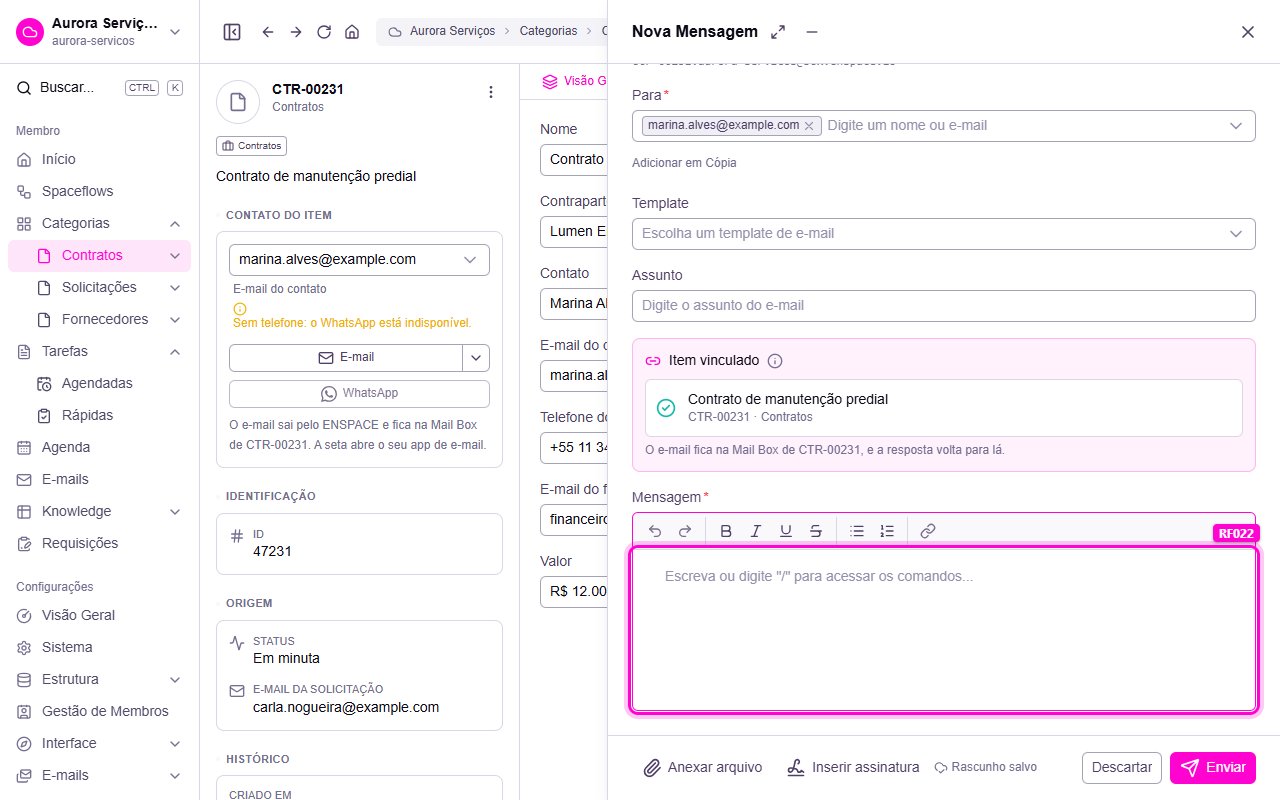 Aurora Serviç...
aurora-servicos
Buscar...
CTRL
K
Membro
Início
Spaceflows
Categorias
Contratos
Solicitações
Fornecedores
Tarefas
Agendadas
Rápidas
Agenda
E-mails
Knowledge
Requisições
Configurações
Visão Geral
Sistema
Estrutura
Gestão de Membros
Interface
E-mails
Aurora Serviços
Categorias
CTR-00231
Contratos
Contratos
Contrato de manutenção predial
CONTATO DO ITEM
marina.alves@example.com
E-mail do contato
Sem telefone: o WhatsApp está indisponível.
E-mail
WhatsApp
O e-mail sai pelo ENSPACE e fica na Mail Box
de CTR-00231. A seta abre o seu app de e-mail.
IDENTIFICAÇÃO
ID
47231
ORIGEM
STATUS
Em minuta
E-MAIL DA SOLICITAÇÃO
carla.nogueira@example.com
HISTÓRICO
CRIADO EM
Visão G
Nome
Contrato
Contrapart
Lumen E
Contato
Marina Al
E-mail do c
marina.al
Telefone do
+55 11 34
E-mail do f
financeiro
Valor
R$ 12.00
Nova Mensagem
Para*
marina.alves@example.com
Digite um nome ou e-mail
Adicionar em Cópia
Template
Escolha um template de e-mail
Assunto
Digite o assunto do e-mail
Item vinculado
Contrato de manutenção predial
CTR-00231 · Contratos
O e-mail fica na Mail Box de CTR-00231, e a resposta volta para lá.
Mensagem*
RF022
Escreva ou digite "/" para acessar os comandos...
Anexar arquivo
Inserir assinatura
Rascunho salvo
Descartar
Enviar